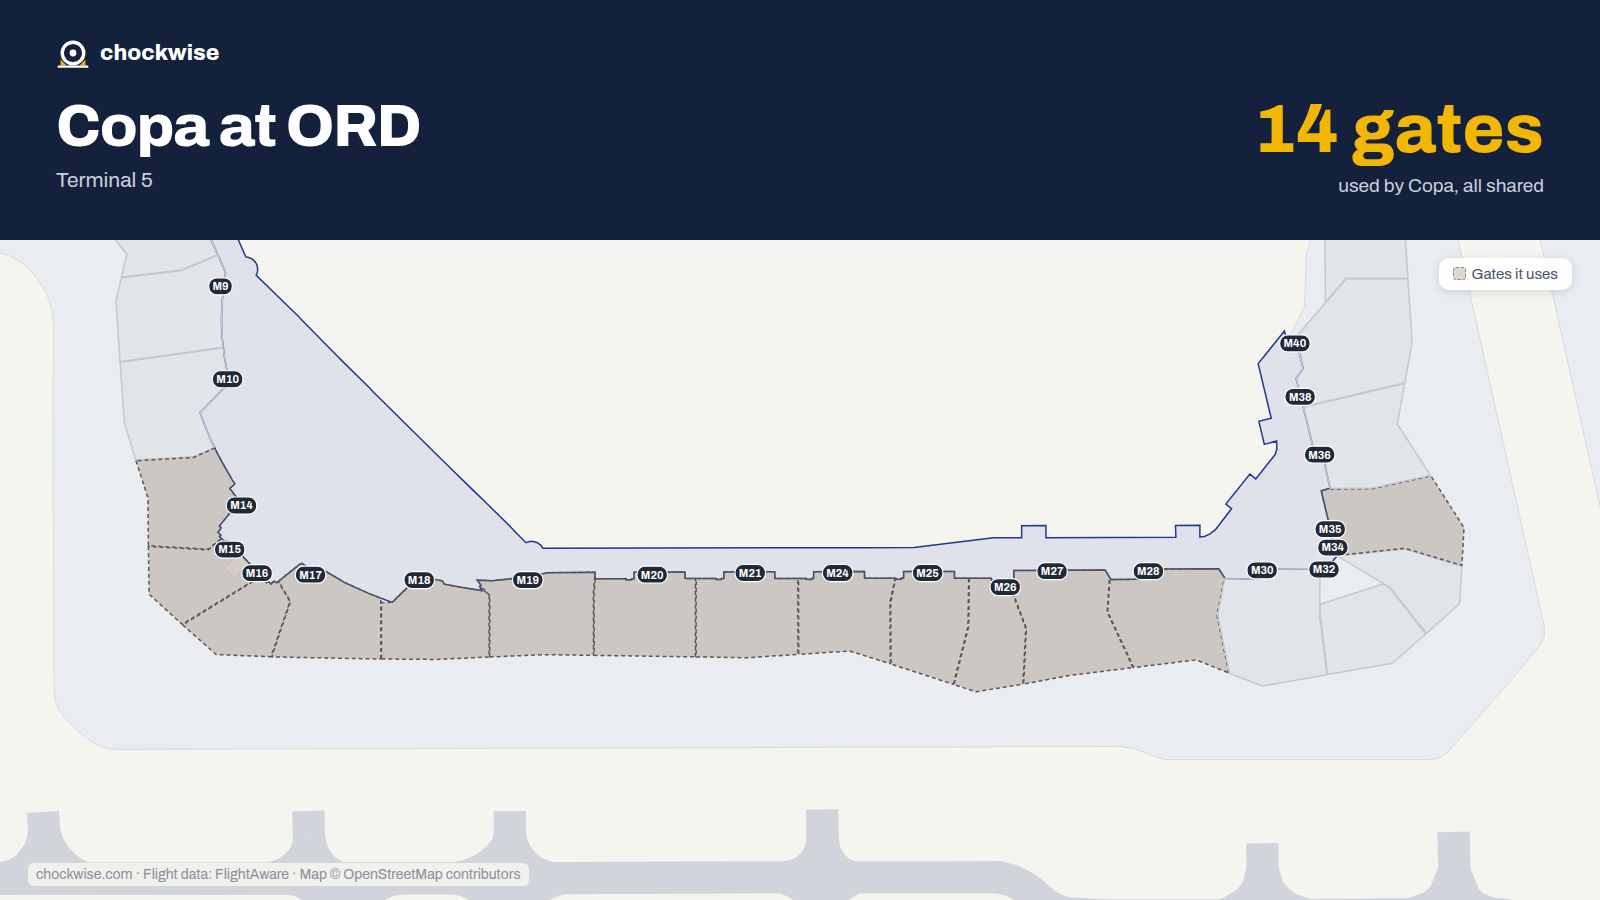 chockwise
Copa at ORD
Terminal 5
14 gates
used by Copa, all shared
Gates it uses
M9
M10
M14
M15
M16
M17
M18
M19
M20
M21
M24
M25
M26
M27
M28
M30
M32
M34
M35
M36
M38
M40
chockwise.com · Flight data: FlightAware · Map © OpenStreetMap contributors